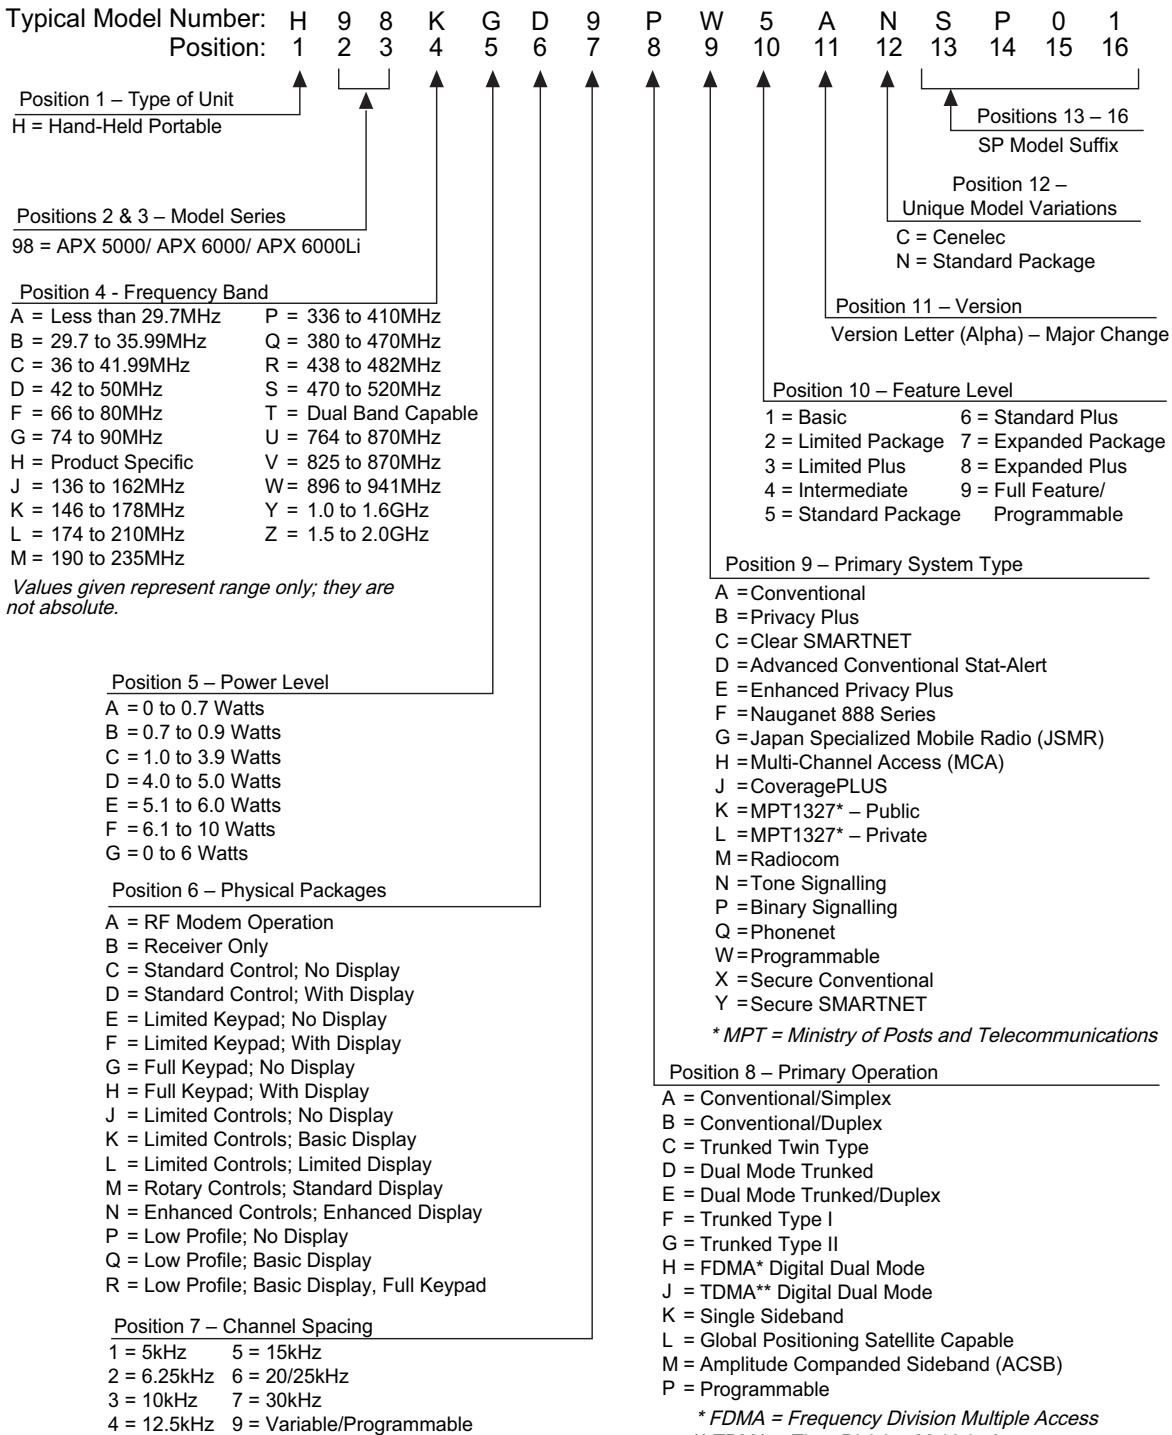 Typical Model Number: H 9 8 K G D 9 P W 5 A N S P 0 1
Position: 1 2 3 4 5 6 7 8 9 10 11 12 13 14 15 16
Position 1 – Type of Unit
H = Hand-Held Portable
Positions 2 & 3 – Model Series
98 = APX 5000/ APX 6000/ APX 6000Li
Position 4 - Frequency Band
A = Less than 29.7MHz
B = 29.7 to 35.99MHz
C = 36 to 41.99MHz
D = 42 to 50MHz
F = 66 to 80MHz
G = 74 to 90MHz
H = Product Specific
J = 136 to 162MHz
K = 146 to 178MHz
L = 174 to 210MHz
M = 190 to 235MHz
P = 336 to 410MHz
Q = 380 to 470MHz
R = 438 to 482MHz
S = 470 to 520MHz
T = Dual Band Capable
U = 764 to 870MHz
V = 825 to 870MHz
W = 896 to 941MHz
Y = 1.0 to 1.6GHz
Z = 1.5 to 2.0GHz
Values given represent range only; they are
not absolute.
Position 5 – Power Level
A = 0 to 0.7 Watts
B = 0.7 to 0.9 Watts
C = 1.0 to 3.9 Watts
D = 4.0 to 5.0 Watts
E = 5.1 to 6.0 Watts
F = 6.1 to 10 Watts
G = 0 to 6 Watts
Position 6 – Physical Packages
A = RF Modem Operation
B = Receiver Only
C = Standard Control; No Display
D = Standard Control; With Display
E = Limited Keypad; No Display
F = Limited Keypad; With Display
G = Full Keypad; No Display
H = Full Keypad; With Display
J = Limited Controls; No Display
K = Limited Controls; Basic Display
L = Limited Controls; Limited Display
M = Rotary Controls; Standard Display
N = Enhanced Controls; Enhanced Display
P = Low Profile; No Display
Q = Low Profile; Basic Display
R = Low Profile; Basic Display, Full Keypad
Position 7 – Channel Spacing
1 = 5kHz
2 = 6.25kHz
3 = 10kHz
4 = 12.5kHz
5 = 15kHz
6 = 20/25kHz
7 = 30kHz
9 = Variable/Programmable
Positions 13 – 16
SP Model Suffix
Position 12 –
Unique Model Variations
C = Cenelec
N = Standard Package
Position 11 – Version
Version Letter (Alpha) – Major Change
Position 10 – Feature Level
1 = Basic
2 = Limited Package
3 = Limited Plus
4 = Intermediate
5 = Standard Package
6 = Standard Plus
7 = Expanded Package
8 = Expanded Plus
9 = Full Feature/
Programmable
Position 9 – Primary System Type
A = Conventional
B = Privacy Plus
C = Clear SMARTNET
D = Advanced Conventional Stat-Alert
E = Enhanced Privacy Plus
F = Nauganet 888 Series
G = Japan Specialized Mobile Radio (JSMR)
H = Multi-Channel Access (MCA)
J = CoveragePLUS
K = MPT1327* – Public
L = MPT1327* – Private
M = Radiocom
N = Tone Signalling
P = Binary Signalling
Q = Phonenet
W = Programmable
X = Secure Conventional
Y = Secure SMARTNET
* MPT = Ministry of Posts and Telecommunications
Position 8 – Primary Operation
A = Conventional/Simplex
B = Conventional/Duplex
C = Trunked Twin Type
D = Dual Mode Trunked
E = Dual Mode Trunked/Duplex
F = Trunked Type I
G = Trunked Type II
H = FDMA* Digital Dual Mode
J = TDMA** Digital Dual Mode
K = Single Sideband
L = Global Positioning Satellite Capable
M = Amplitude Companded Sideband (ACSB)
P = Programmable
* FDMA = Frequency Division Multiple Access